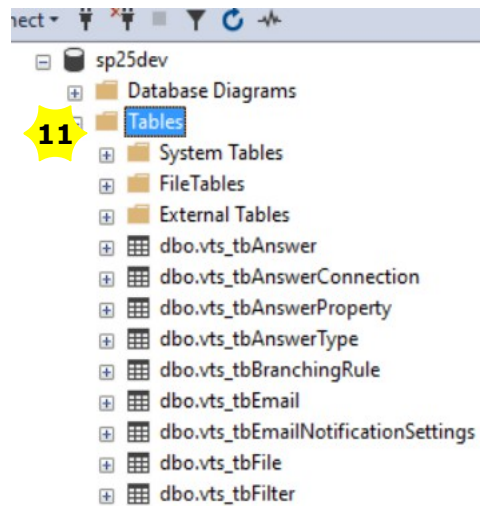 nect
sp25dev
Database Diagrams
11 Tables
System Tables
FileTables
External Tables
dbo.vts_tbAnswer
dbo.vts_tbAnswerConnection
dbo.vts_tbAnswerProperty
dbo.vts_tbAnswerType
dbo.vts_tbBranchingRule
dbo.vts_tbEmail
dbo.vts_tbEmailNotificationSettings
dbo.vts_tbFile
dbo.vts_tbFilter